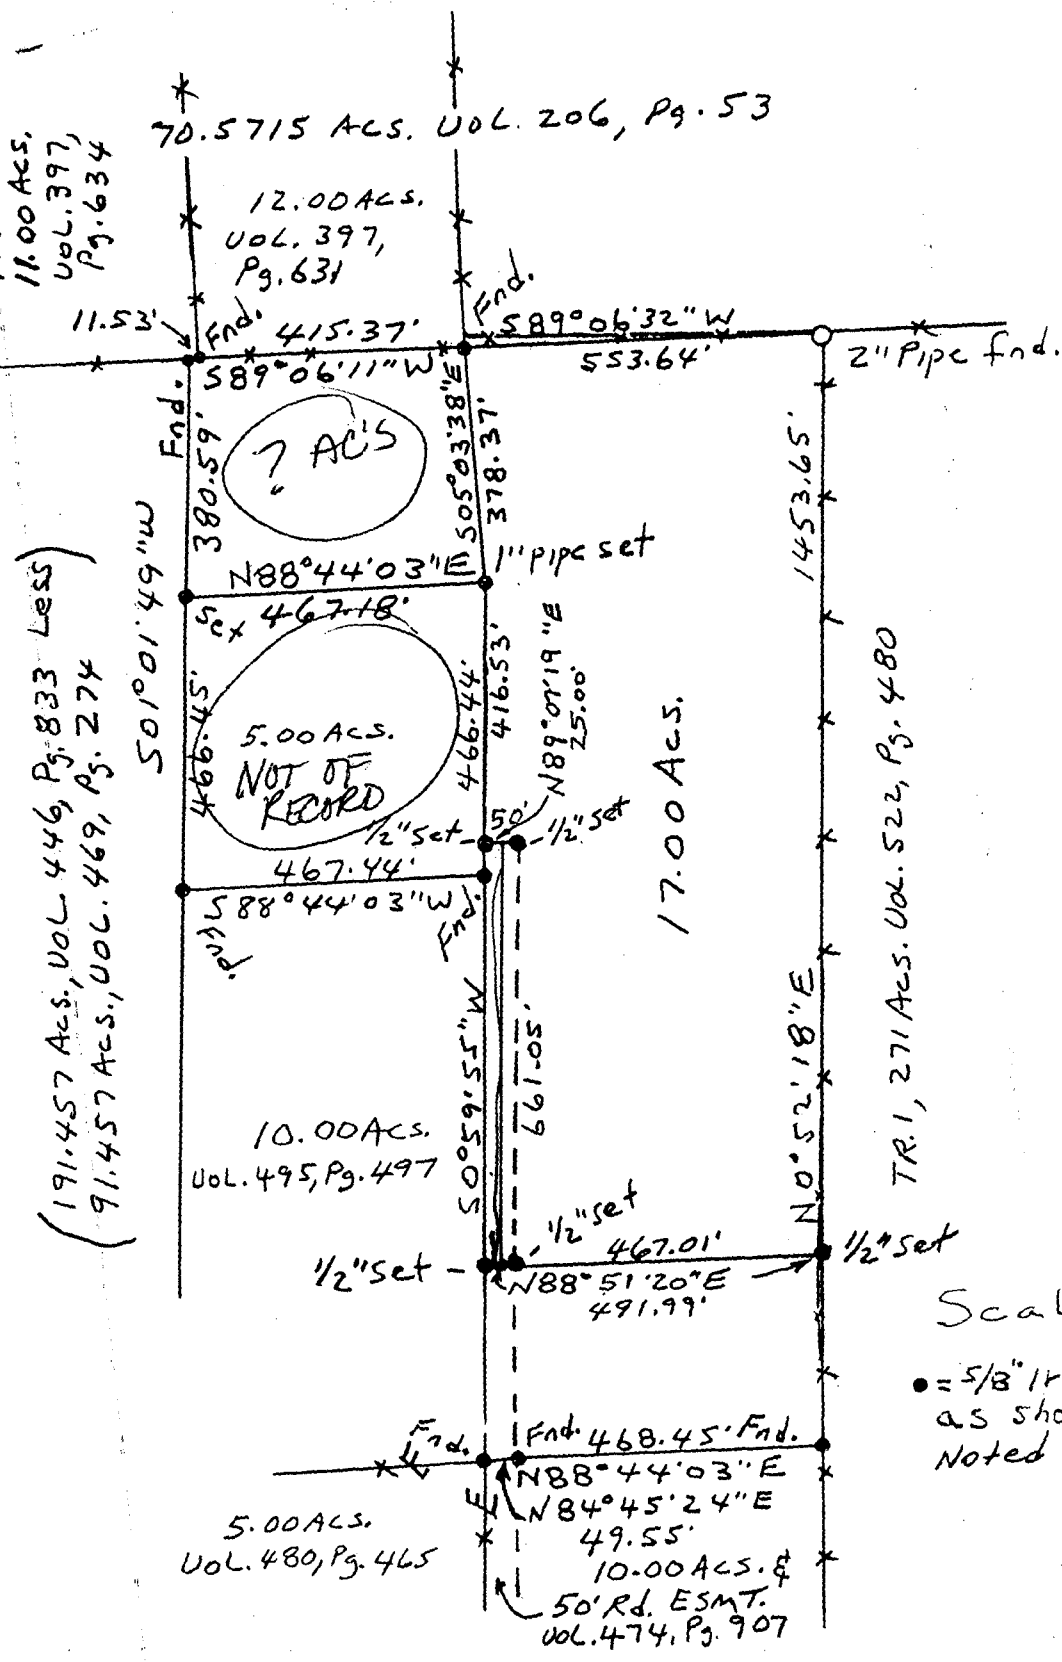 70.5715 ACS. VOL. 206, Pg. 53
11.00 Acs.
VOL. 397,
Pg. 634
12.00 Acs.
VOL. 397,
Pg. 631
11.53'
Fnd.
415.37'
S89°06'11"W
Fnd.
S89°06'32"W
553.64'
2" Pipe fnd.
Fnd.
380.59'
? AC'S
S05°03'38"E
378.37'
1453.65'
S01°01'49"W
N88°44'03"E
467.18'
1" pipe set
(191.457 Acs., VOL. 446, Pg. 833 Less)
91.457 Acs., VOL. 469, Pg. 274
466.45'
5.00 Acs.
NOT OF
RECORD
466.44'
416.53'
25.00'
17.00 Acs.
TR. 1, 271 Acs. Vol. 522, Pg. 480
1/2" set
50'
1/2" set
467.44'
S88°44'03"W
fnd.
Fnd.
S0°59'55"W
661.05'
N0°52'18"E
10.00 Acs.
VOL. 495, Pg. 497
1/2" set
1/2" set
467.01'
N88°51'20"E
491.99'
1/2" set
Scal
• = 5/8" Ir
as sho
Noted
Fnd.
Fnd. 468.45' Fnd.
N88°44'03"E
N84°45'24"E
49.55'
5.00 Acs.
VOL. 480, Pg. 465
10.00 Acs. &
50' Rd. ESMT.
VOL. 474, Pg. 907